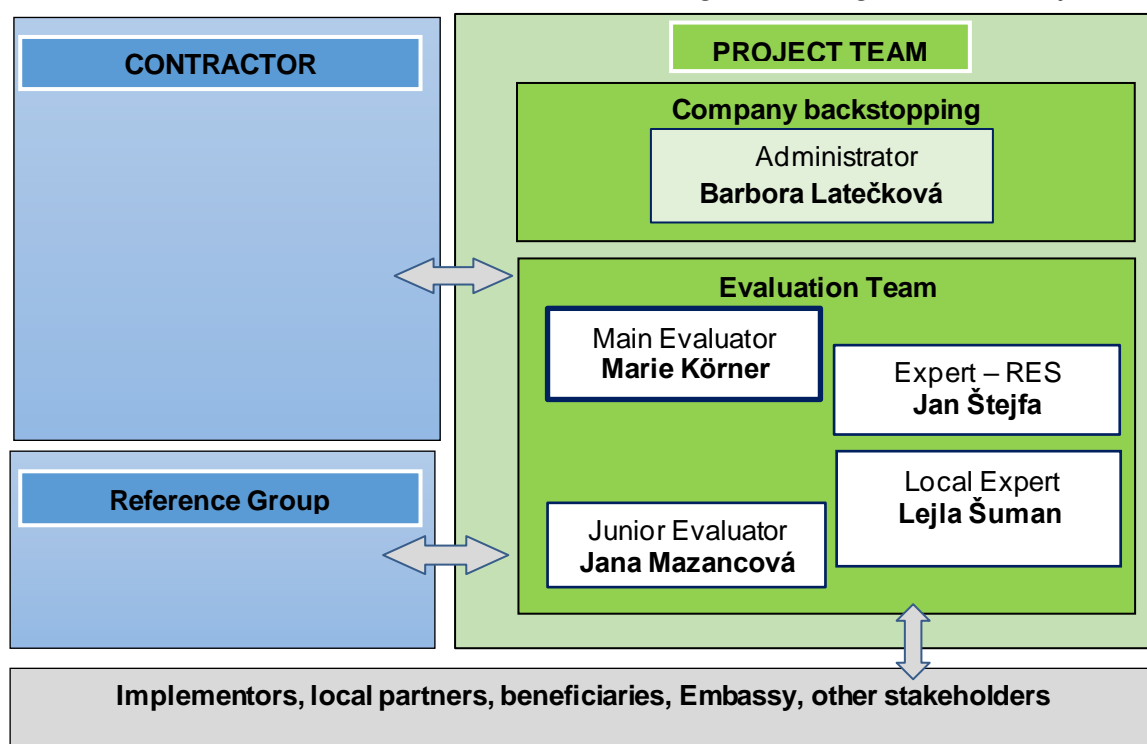 CONTRACTOR
PROJECT TEAM
Company backstopping
Administrator
Barbora Latečková
Evaluation Team
Main Evaluator
Marie Körner
Expert – RES
Jan Štejfa
Reference Group
Local Expert
Lejla Šuman
Junior Evaluator
Jana Mazancová
Implementors, local partners, beneficiaries, Embassy, other stakeholders